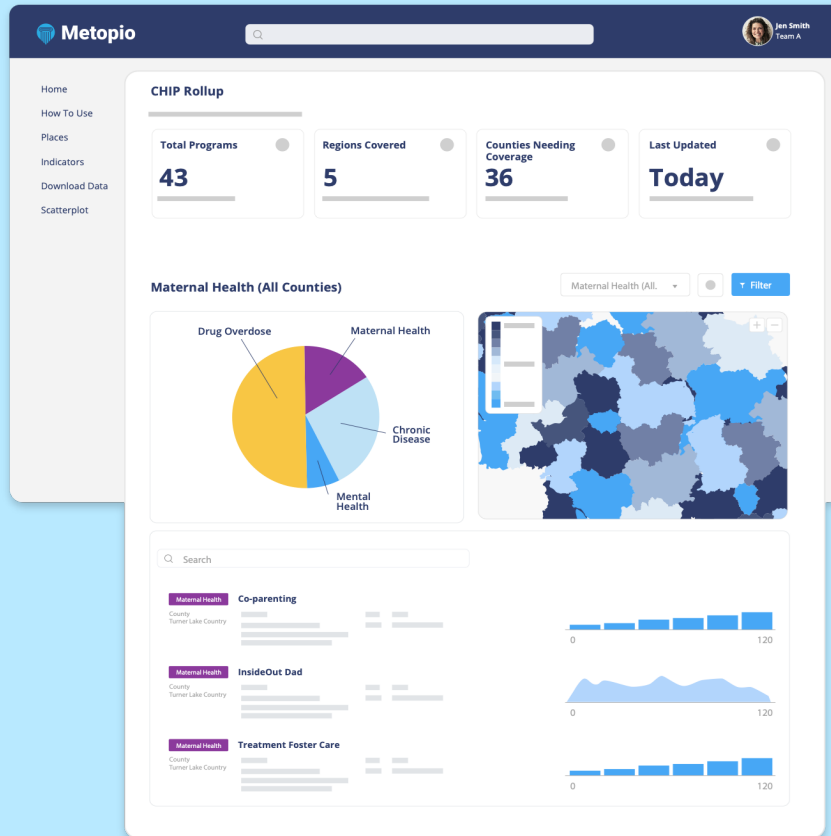 Metopio
Jen Smith
Team A
Home
How To Use
Places
Indicators
Download Data
Scatterplot
CHIP Rollup
Total Programs
43
Regions Covered
5
Counties Needing
Coverage
36
Last Updated
Today
Maternal Health (All Counties)
Maternal Health (All.
Filter
Drug Overdose
Maternal Health
Chronic
Disease
Mental
Health
+ −
Search
Maternal Health
Co-parenting
County
Turner Lake Country
0 120
Maternal Health
InsideOut Dad
County
Turner Lake Country
0 120
Maternal Health
Treatment Foster Care
County
Turner Lake Country
0 120